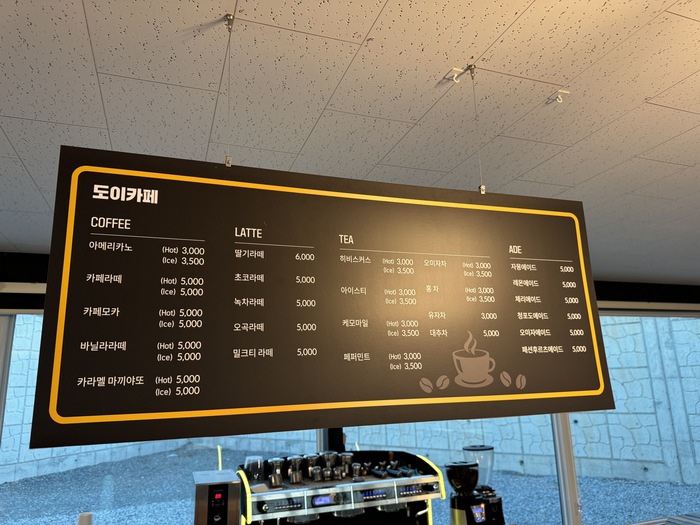 도이카페
COFFEE
아메리카노 (Hot) 3,000
(Ice) 3,500
카페라떼 (Hot) 5,000
(Ice) 5,000
카페모카 (Hot) 5,000
(Ice) 5,000
바닐라라떼 (Hot) 5,000
(Ice) 5,000
카라멜 마끼야또 (Hot) 5,000
(Ice) 5,000
LATTE
딸기라떼 6,000
초코라떼 5,000
녹차라떼 5,000
오곡라떼 5,000
밀크티 라떼 5,000
TEA
히비스커스 (Hot) 3,000
(Ice) 3,500
아이스티 (Hot) 3,000
(Ice) 3,500
케모마일 (Hot) 3,000
(Ice) 3,500
페퍼민트 (Hot) 3,000
(Ice) 3,500
오미자차 (Hot) 3,000
(Ice) 3,500
홍 차 (Hot) 3,000
(Ice) 3,500
유자차 3,000
대추차 5,000
ADE
자몽에이드 5,000
레몬에이드 5,000
체리에이드 5,000
청포도에이드 5,000
오미자에이드 5,000
패션후르츠에이드 5,000